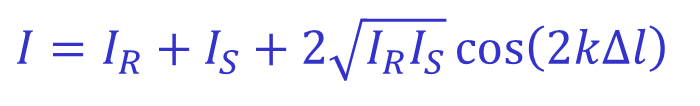 I = I_R + I_S + 2√(I_R I_S) cos(2kΔl)